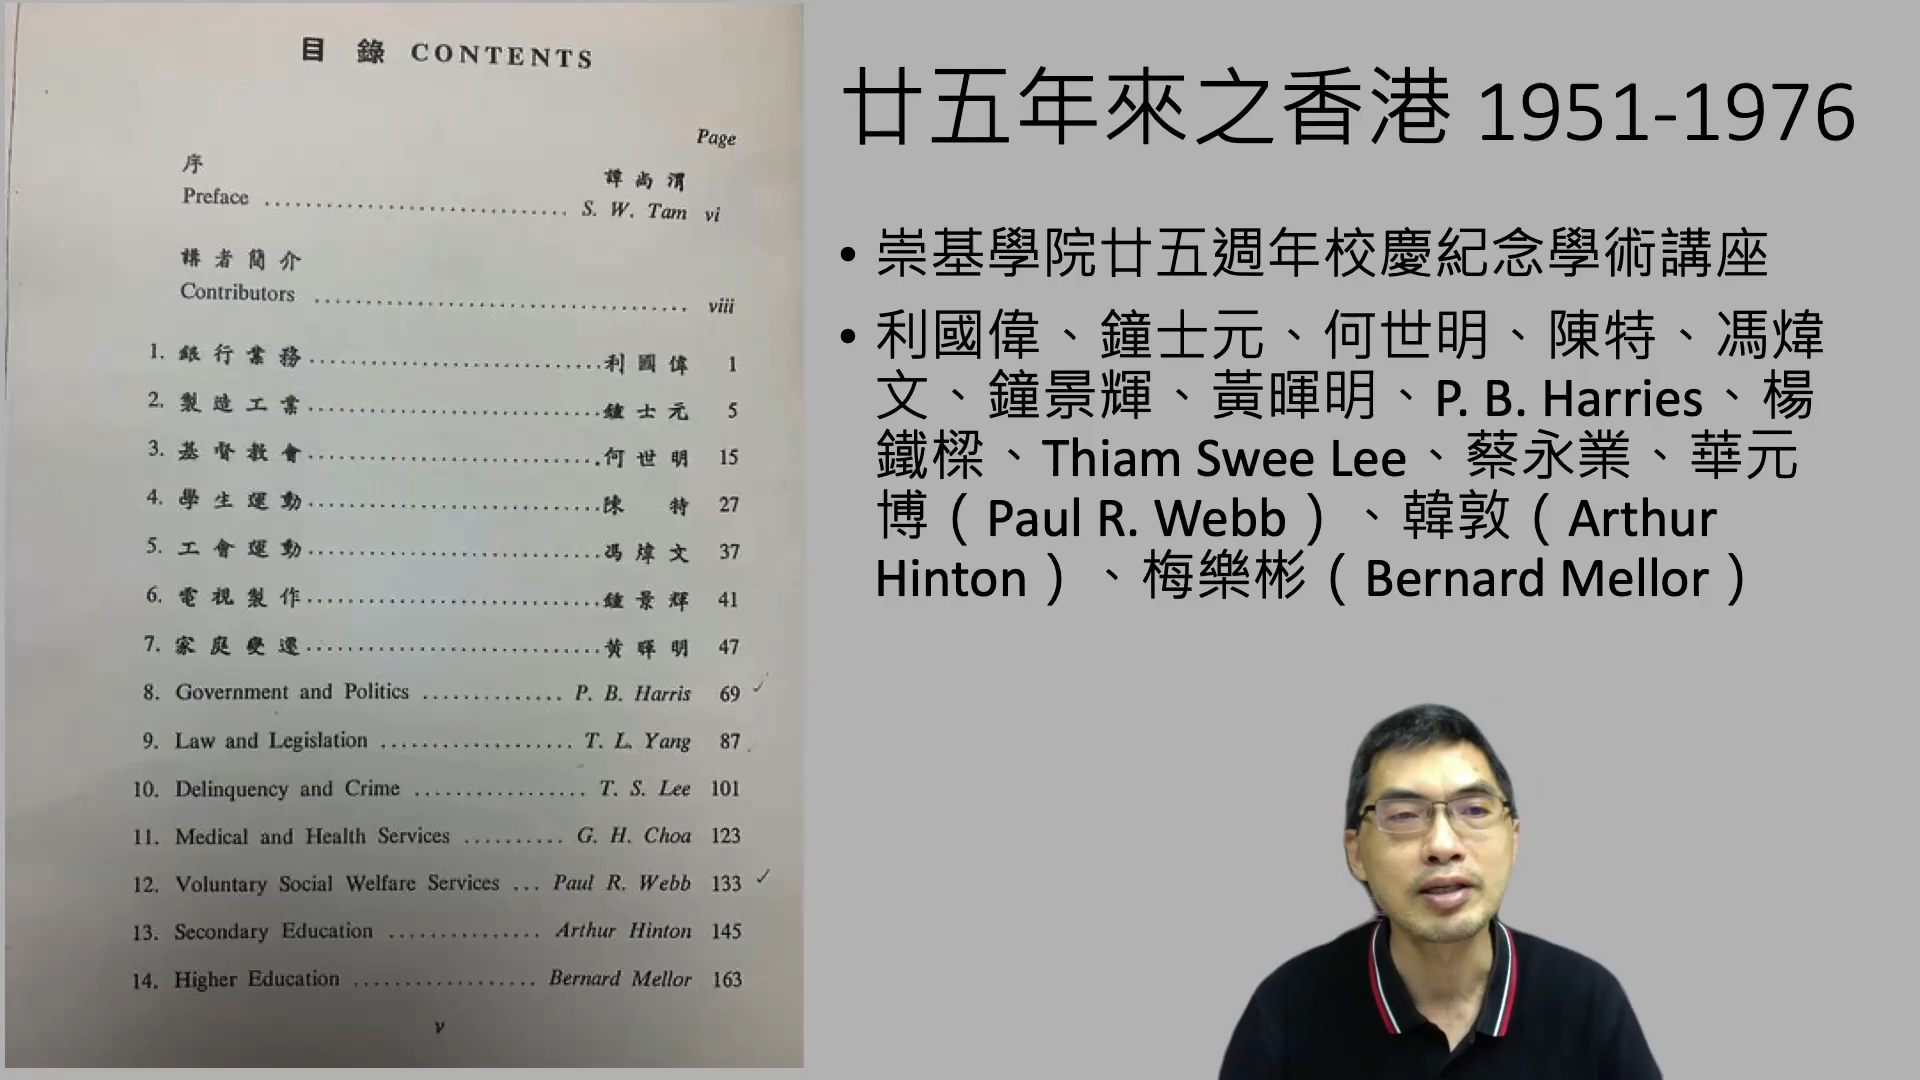 目 錄 CONTENTS
Page
序 譚尚渭
Preface .............................. S. W. Tam vi
講者簡介
Contributors .................................... viii
1. 銀行業務..............................利國偉 1
2. 製造工業..............................鍾士元 5
3. 基督教會..............................何世明 15
4. 學生運動..............................陳 特 27
5. 工會運動..............................馮煒文 37
6. 電視製作..............................鍾景輝 41
7. 家庭變遷..............................黃暉明 47
8. Government and Politics .............. P. B. Harris 69 ✓
9. Law and Legislation ................... T. L. Yang 87
10. Delinquency and Crime ................. T. S. Lee 101
11. Medical and Health Services .......... G. H. Choa 123
12. Voluntary Social Welfare Services ... Paul R. Webb 133 ✓
13. Secondary Education ............... Arthur Hinton 145
14. Higher Education .................. Bernard Mellor 163
v
廿五年來之香港 1951-1976
• 崇基學院廿五週年校慶紀念學術講座
• 利國偉、鐘士元、何世明、陳特、馮煒
文、鐘景輝、黃暉明、P. B. Harries、楊
鐵樑、Thiam Swee Lee、蔡永業、華元
博（Paul R. Webb）、韓敦（Arthur
Hinton）、梅樂彬（Bernard Mellor）